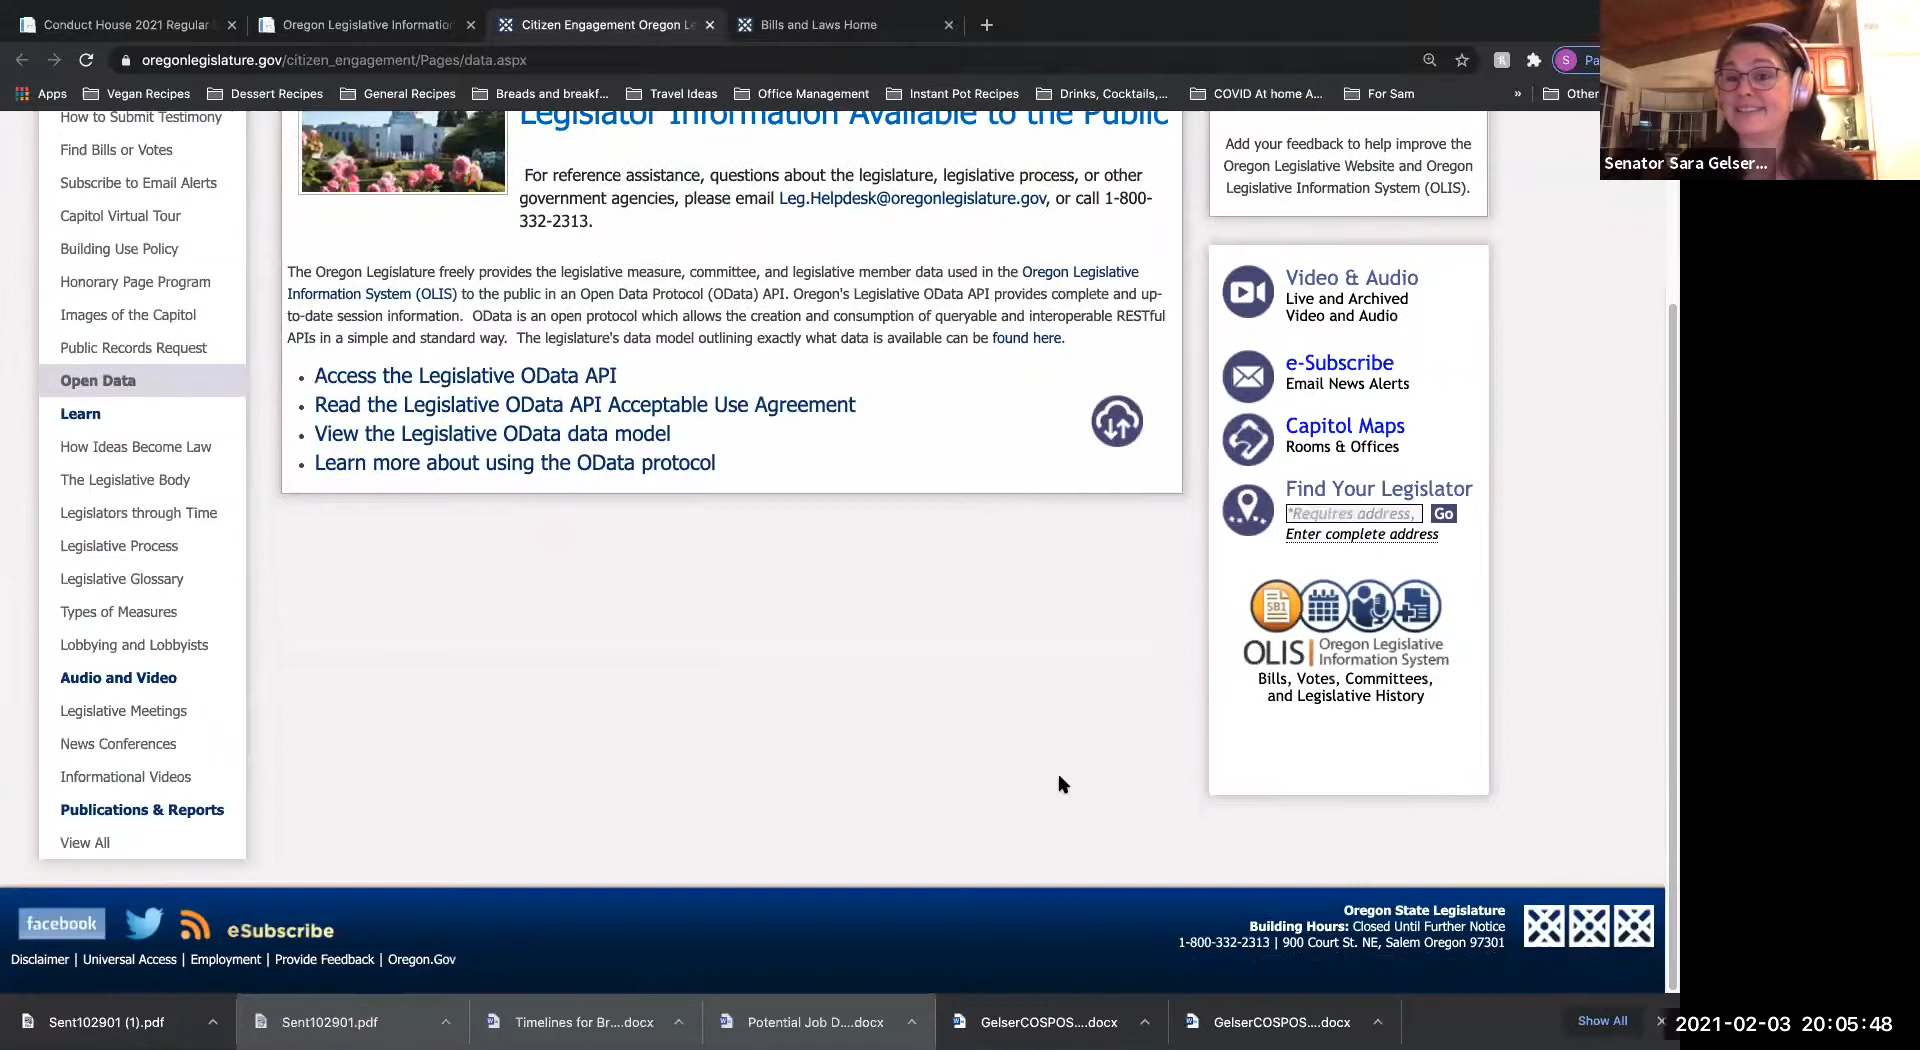 Conduct House 2021 Regular
Oregon Legislative Informatio
Citizen Engagement Oregon Le
Bills and Laws Home
oregonlegislature.gov/citizen_engagement/Pages/data.aspx
S Pa
Apps
Vegan Recipes
Dessert Recipes
General Recipes
Breads and breakf...
Travel Ideas
Office Management
Instant Pot Recipes
Drinks, Cocktails,...
COVID At home A...
For Sam
»
Other
Senator Sara Gelser...
How to Submit Testimony
Find Bills or Votes
Subscribe to Email Alerts
Capitol Virtual Tour
Building Use Policy
Honorary Page Program
Images of the Capitol
Public Records Request
Open Data
Learn
How Ideas Become Law
The Legislative Body
Legislators through Time
Legislative Process
Legislative Glossary
Types of Measures
Lobbying and Lobbyists
Audio and Video
Legislative Meetings
News Conferences
Informational Videos
Publications & Reports
View All
Legislator Information Available to the Public
For reference assistance, questions about the legislature, legislative process, or other
government agencies, please email Leg.Helpdesk@oregonlegislature.gov, or call 1-800-
332-2313.
The Oregon Legislature freely provides the legislative measure, committee, and legislative member data used in the Oregon Legislative
Information System (OLIS) to the public in an Open Data Protocol (OData) API. Oregon's Legislative OData API provides complete and up-
to-date session information. OData is an open protocol which allows the creation and consumption of queryable and interoperable RESTful
APIs in a simple and standard way. The legislature's data model outlining exactly what data is available can be found here.
• Access the Legislative OData API
• Read the Legislative OData API Acceptable Use Agreement
• View the Legislative OData data model
• Learn more about using the OData protocol
Add your feedback to help improve the
Oregon Legislative Website and Oregon
Legislative Information System (OLIS).
Video & Audio
Live and Archived
Video and Audio
e-Subscribe
Email News Alerts
Capitol Maps
Rooms & Offices
Find Your Legislator
*Requires address, Go
Enter complete address
SB1
OLIS | Oregon Legislative
Information System
Bills, Votes, Committees,
and Legislative History
facebook
eSubscribe
Disclaimer | Universal Access | Employment | Provide Feedback | Oregon.Gov
Oregon State Legislature
Building Hours: Closed Until Further Notice
1-800-332-2313 | 900 Court St. NE, Salem Oregon 97301
Sent102901 (1).pdf
Sent102901.pdf
Timelines for Br....docx
Potential Job D....docx
GelserCOSPOS....docx
GelserCOSPOS....docx
Show All
2021-02-03 20:05:48